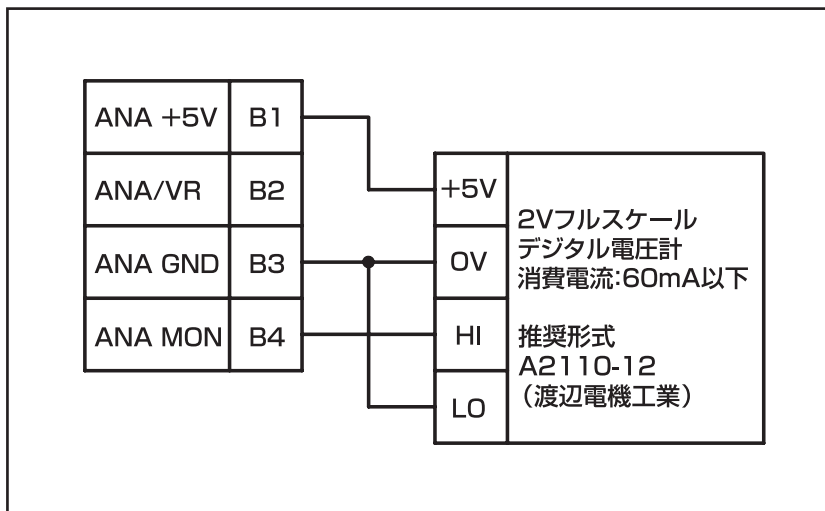 ANA +5V B1
ANA/VR B2
ANA GND B3
ANA MON B4
+5V
0V
HI
LO
2Vフルスケール
デジタル電圧計
消費電流:60mA以下
推奨形式
A2110-12
（渡辺電機工業）